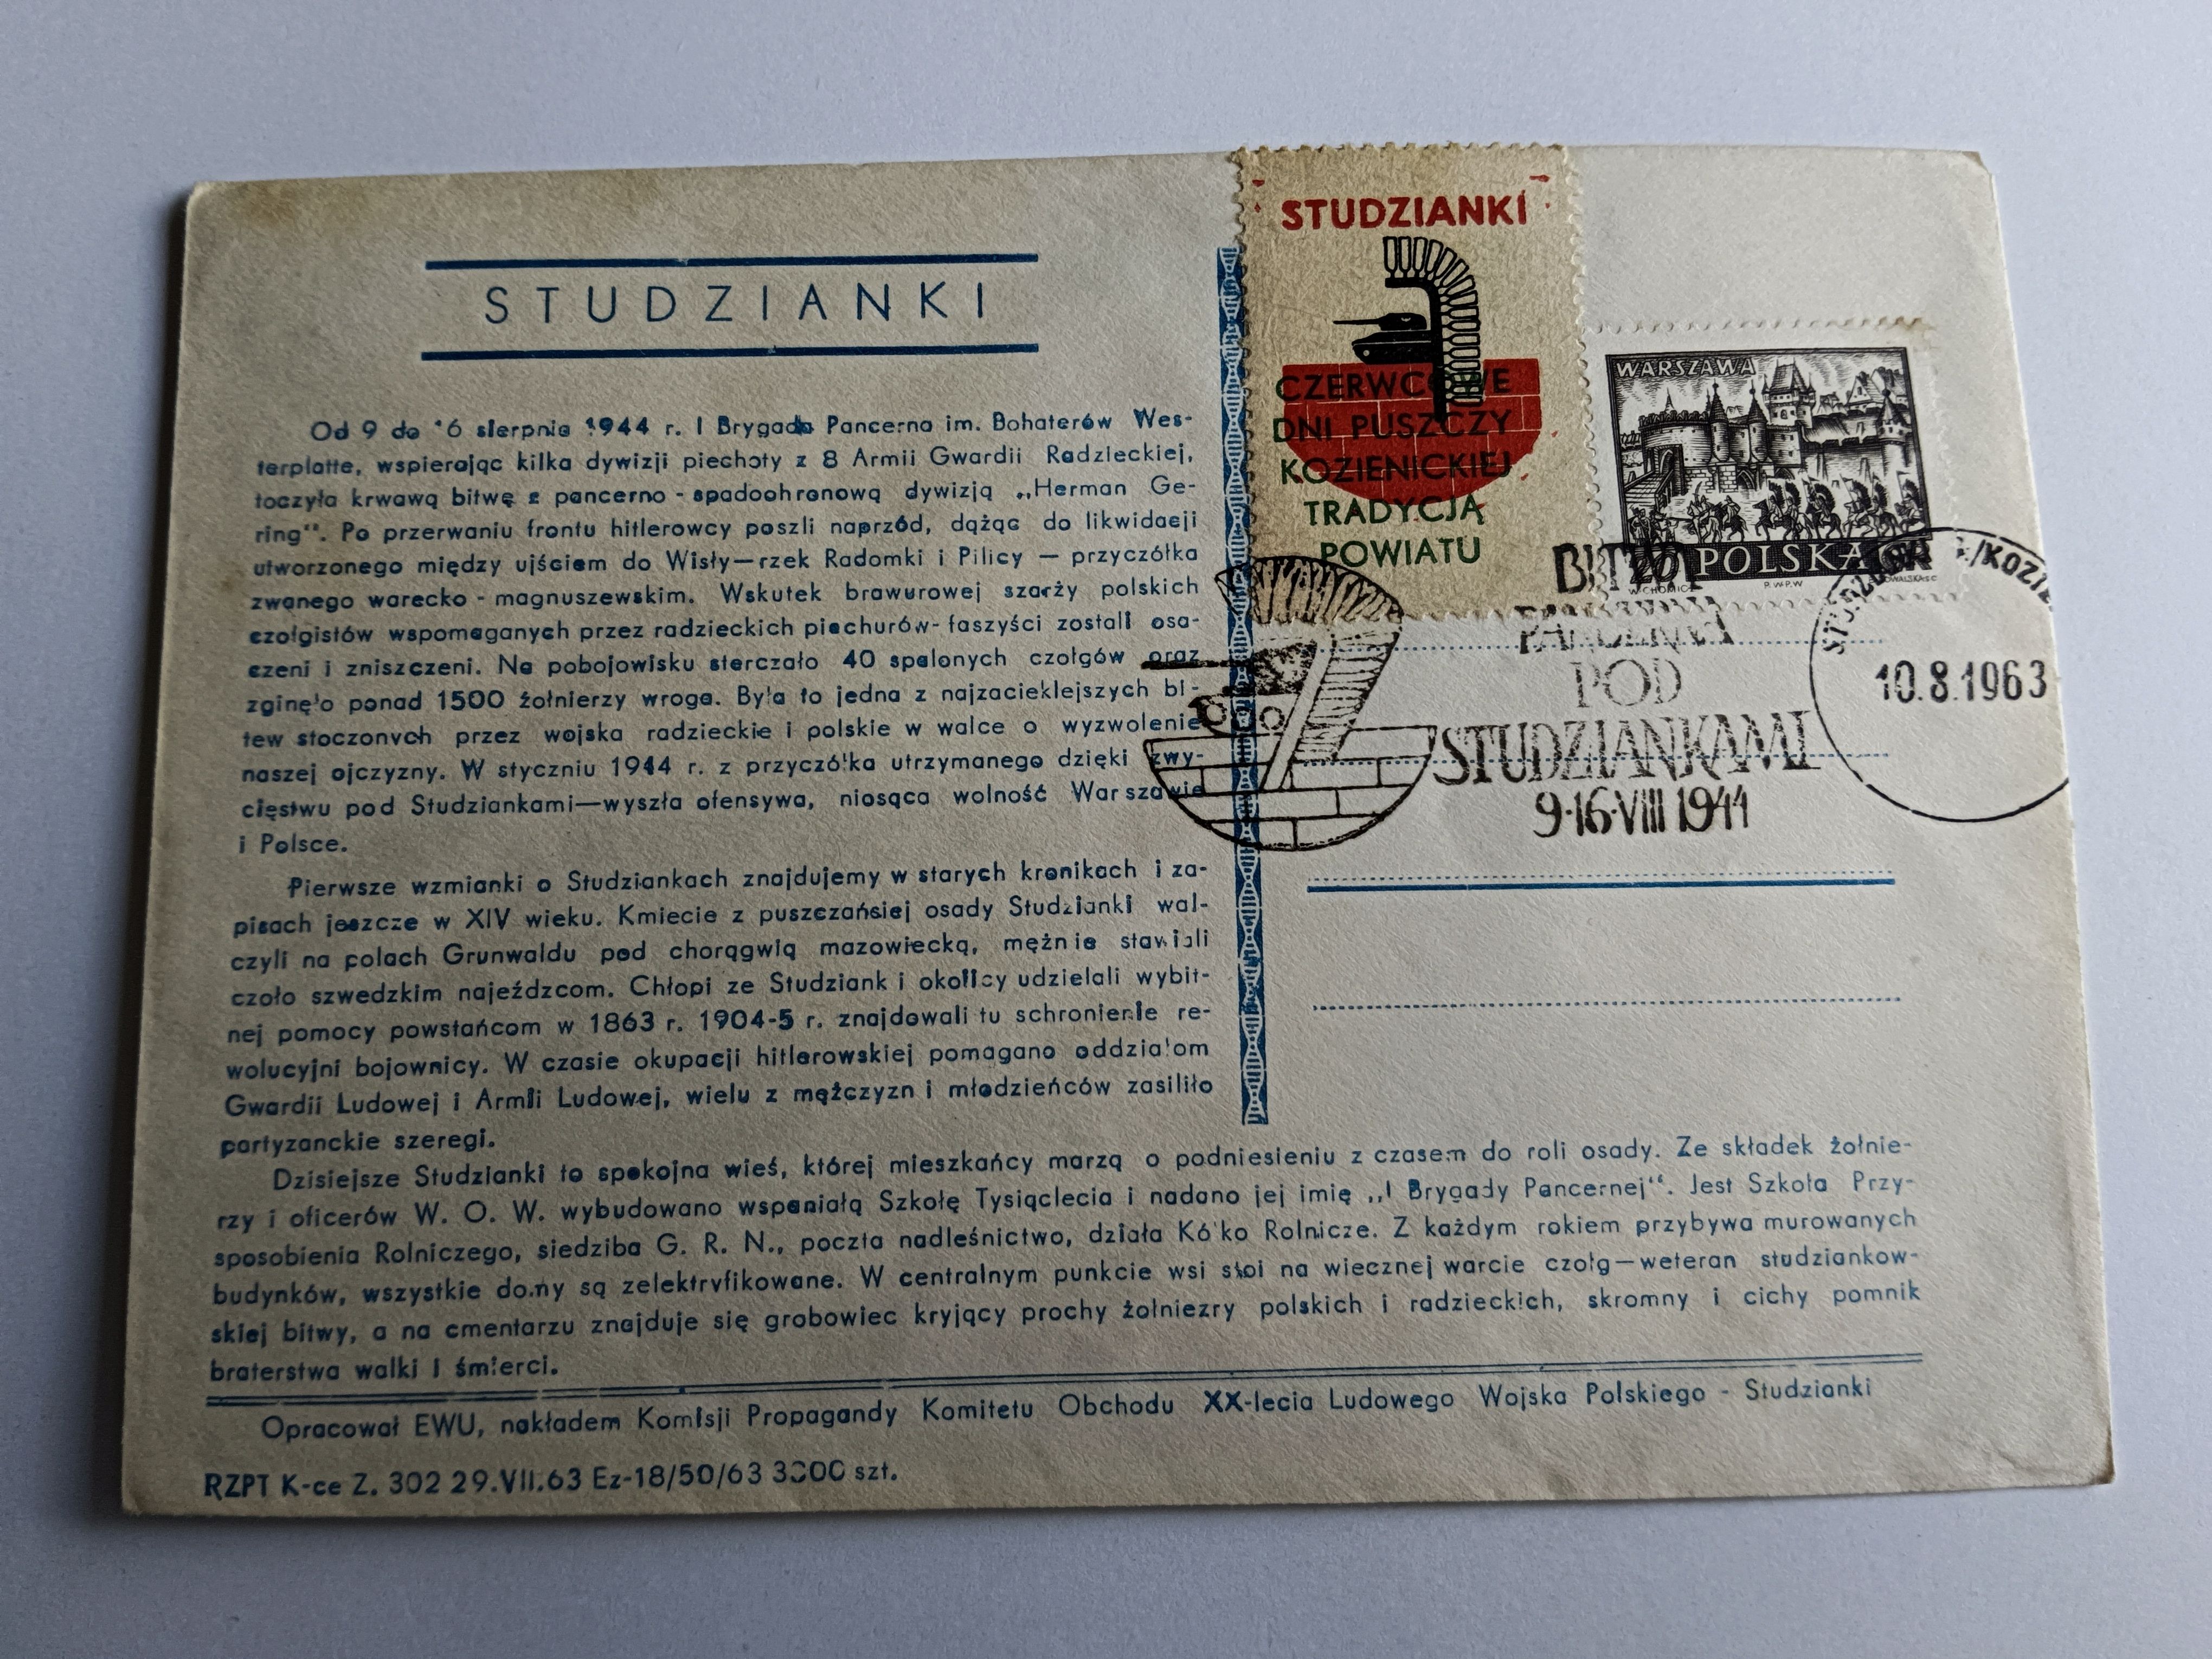 STUDZIANKI
Od 9 do 16 sierpnia 1944 r. I Brygada Pancerna im. Bohaterów Wes-
terplatte, wspierając kilka dywizji piechoty z 8 Armii Gwardii Radzieckiej,
toczyła krwawą bitwę z pancerno - spadochronową dywizją „Herman Ge-
ring“. Po przerwaniu frontu hitlerowcy poszli naprzód, dążąc do likwidacji
utworzonego między ujściem do Wisły—rzek Radomki i Pilicy — przyczółka
zwanego warecko - magnuszewskim. Wskutek brawurowej szarży polskich
czołgistów wspomaganych przez radzieckich piechurów-faszyści zostali osa-
czeni i zniszczeni. Na pobojowisku sterczało 40 spalonych czołgów oraz
zginęło ponad 1500 żołnierzy wroga. Była to jedna z najzacieklejszych bi-
tew stoczonych przez wojska radzieckie i polskie w walce o wyzwolenie
naszej ojczyzny. W styczniu 1944 r. z przyczółka utrzymanego dzięki zwy-
cięstwu pod Studziankami—wyszła ofensywa, niosąca wolność Warszawie
i Polsce.
Pierwsze wzmianki o Studziankach znajdujemy w starych kronikach i za-
pisach jeszcze w XIV wieku. Kmiecie z puszczańsiej osady Studzianki wal-
czyli na polach Grunwaldu pod chorągwią mazowiecką, mężnie stawiali
czoło szwedzkim najeźdzcom. Chłopi ze Studziank i okolicy udzielali wybit-
nej pomocy powstańcom w 1863 r. 1904-5 r. znajdowali tu schronienie re-
wolucyjni bojownicy. W czasie okupacji hitlerowskiej pomagano oddziałom
Gwardii Ludowej i Armii Ludowej, wielu z mężczyzn i młodzieńców zasiliło
partyzanckie szeregi.
Dzisiejsze Studzianki to spokojna wieś, której mieszkańcy marzą o podniesieniu z czasem do roli osady. Ze składek żołnie-
rzy i oficerów W. O. W. wybudowano wspaniałą Szkołę Tysiąclecia i nadano jej imię „I Brygady Pancernej“. Jest Szkoła Przy-
sposobienia Rolniczego, siedziba G. R. N., poczta nadleśnictwo, działa Kółko Rolnicze. Z każdym rokiem przybywa murowanych
budynków, wszystkie domy są zelektryfikowane. W centralnym punkcie wsi stoi na wiecznej warcie czołg—weteran studziankow-
skiej bitwy, a na cmentarzu znajduje się grobowiec kryjący prochy żołniezry polskich i radzieckich, skromny i cichy pomnik
braterstwa walki i śmierci.
Opracował EWU, nakładem Komisji Propagandy Komitetu Obchodu XX-lecia Ludowego Wojska Polskiego - Studzianki
RZPT K-ce Z. 302 29.VII.63 Ez-18/50/63 3000 szt.
STUDZIANKI
CZERWCOWE
DNI PUSZCZY
KOZIENICKIEJ
TRADYCJĄ
POWIATU
WARSZAWA
20 POLSKA
P.W.P.W
BITWA
PANCERNA
POD
STUDZIANKAMI
9-16-VIII 1944
10.8.1963